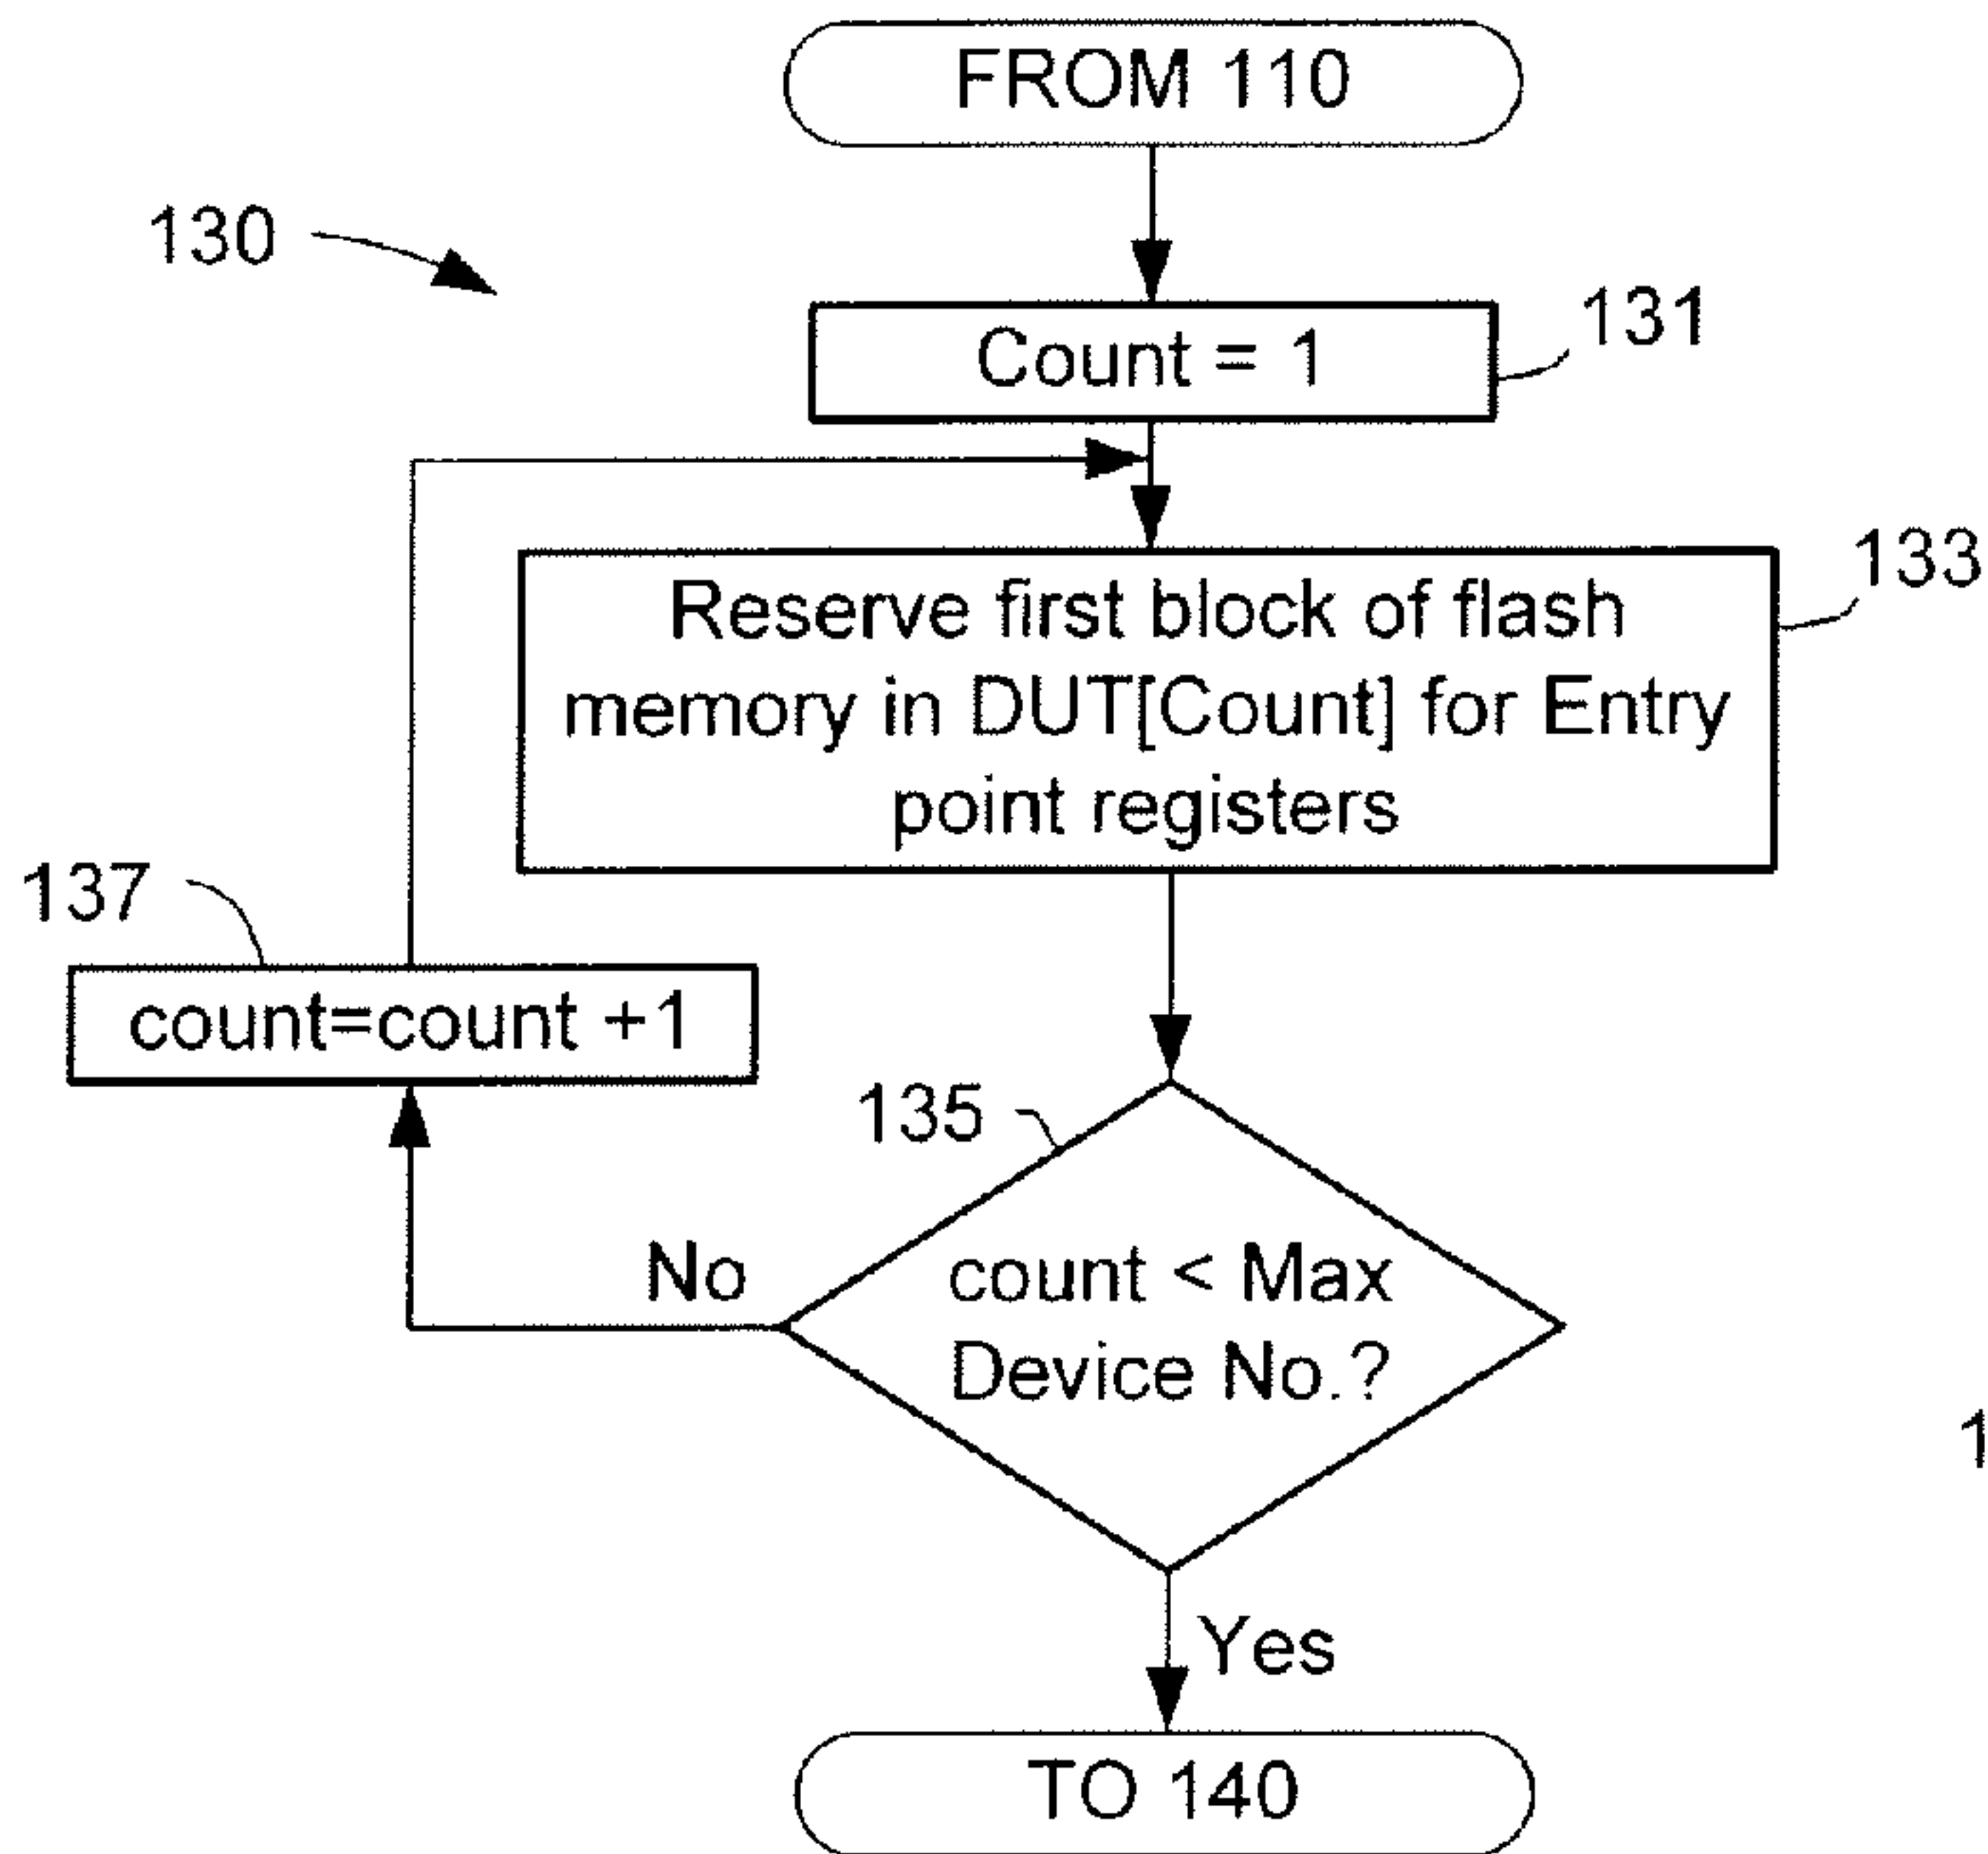 FROM 110
130
131
Count = 1
133
Reserve first block of flash
memory in DUT[Count] for Entry
point registers
137
count=count +1
135
No
count < Max
Device No.?
1
Yes
TO 140